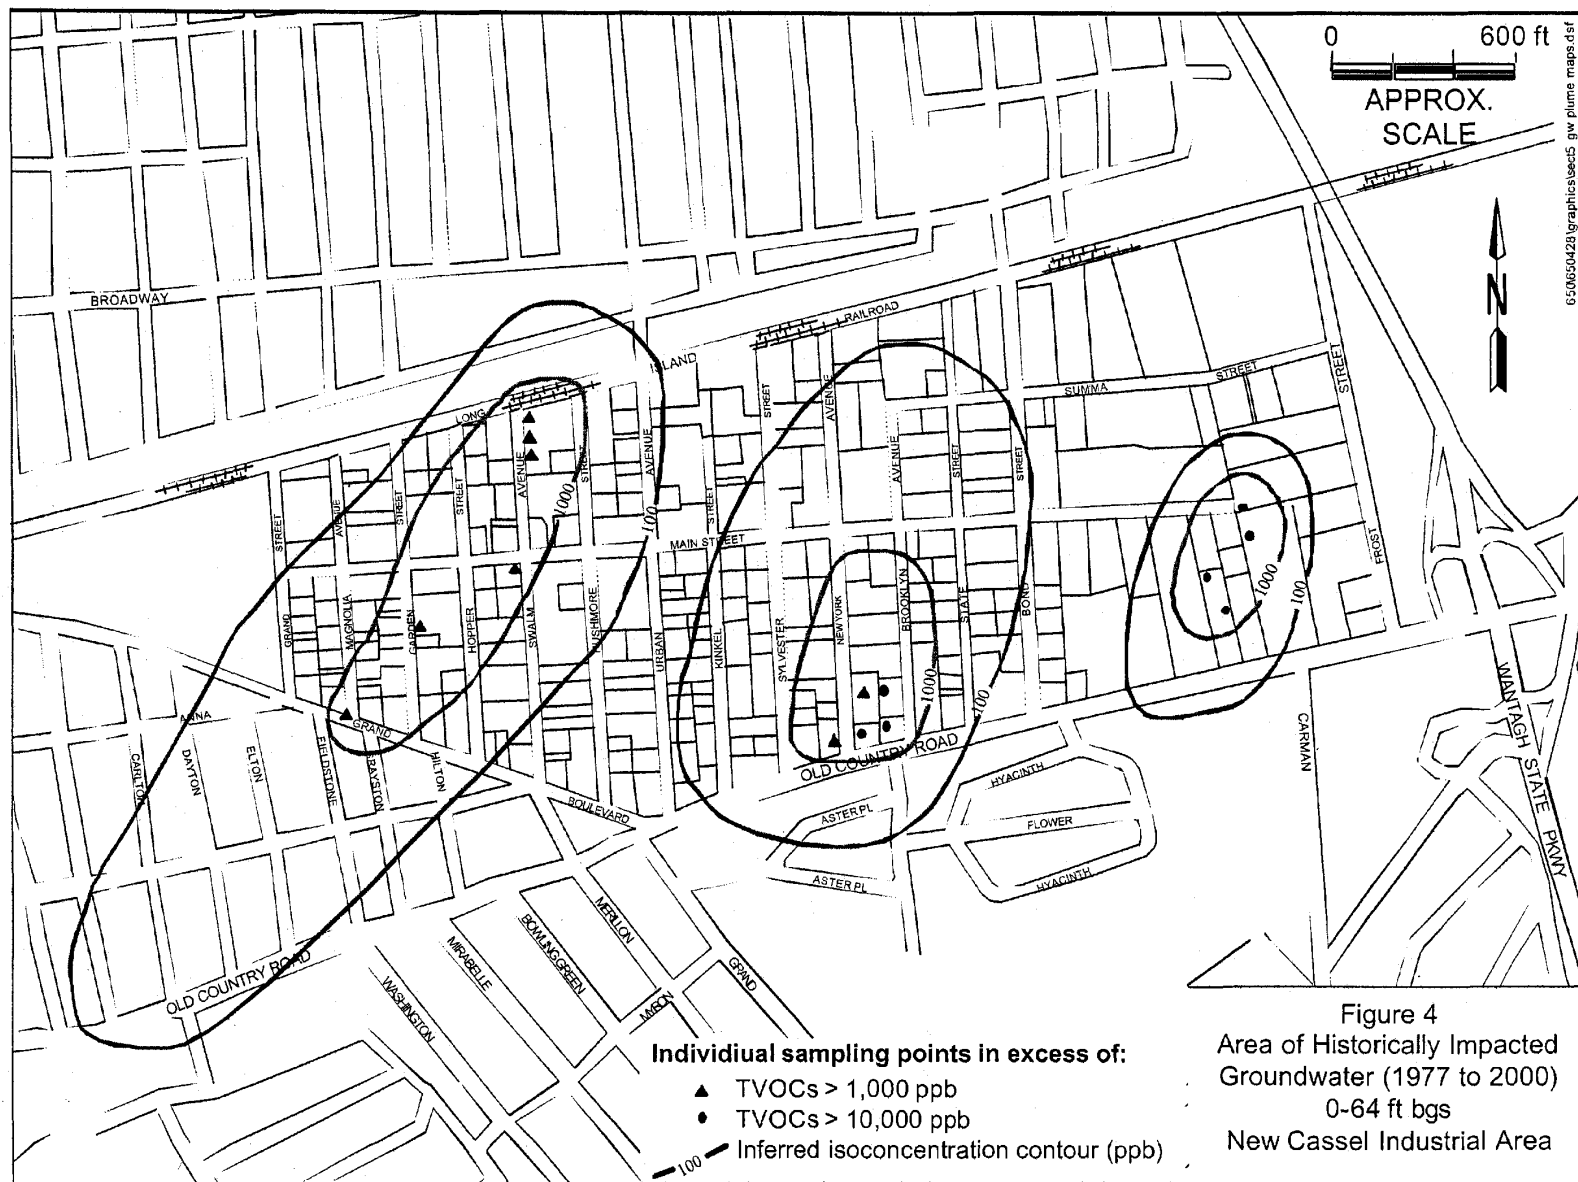 0 600 ft
APPROX.
SCALE
650\650428\graphics\sect5 gw plume maps.dsf
N
BROADWAY
LONG
ISLAND
RAILROAD
SUMMA
STREET
STREET
FROST
STREET
AVENUE
STREET
STREET
AVENUE
STREET
AVENUE
STREET
STREET
AVENUE
AVENUE
STREET
STREET
MAIN STREET
1000
100
1000
100
1000
100
GRAND
MAGNOLIA
GARDEN
HOPPER
SWALM
RUSHMORE
URBAN
KINKEL
SYLVESTER
NEW YORK
BROOKLYN
STATE
BOND
ANNA
GRAND
BOULEVARD
CARLTON
DAYTON
ELTON
FIELDSTONE
GRAYSTON
HILTON
OLD COUNTRY ROAD
ASTER PL
ASTER PL
HYACINTH
FLOWER
HYACINTH
CARMAN
WANTAGH STATE PKWY
OLD COUNTRY ROAD
WASHINGTON
MIRABELLE
BOWLING GREEN
MERILLON
MYRON
GRAND
Individiual sampling points in excess of:
▲ TVOCs > 1,000 ppb
• TVOCs > 10,000 ppb
100 Inferred isoconcentration contour (ppb)
Figure 4
Area of Historically Impacted
Groundwater (1977 to 2000)
0-64 ft bgs
New Cassel Industrial Area